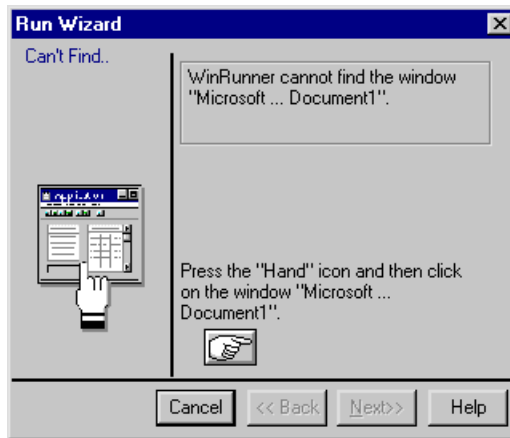 Run Wizard
Can't Find..
WinRunner cannot find the window
"Microsoft ... Document1".
Press the "Hand" icon and then click
on the window "Microsoft ...
Document1".
Cancel
<< Back
Next>>
Help